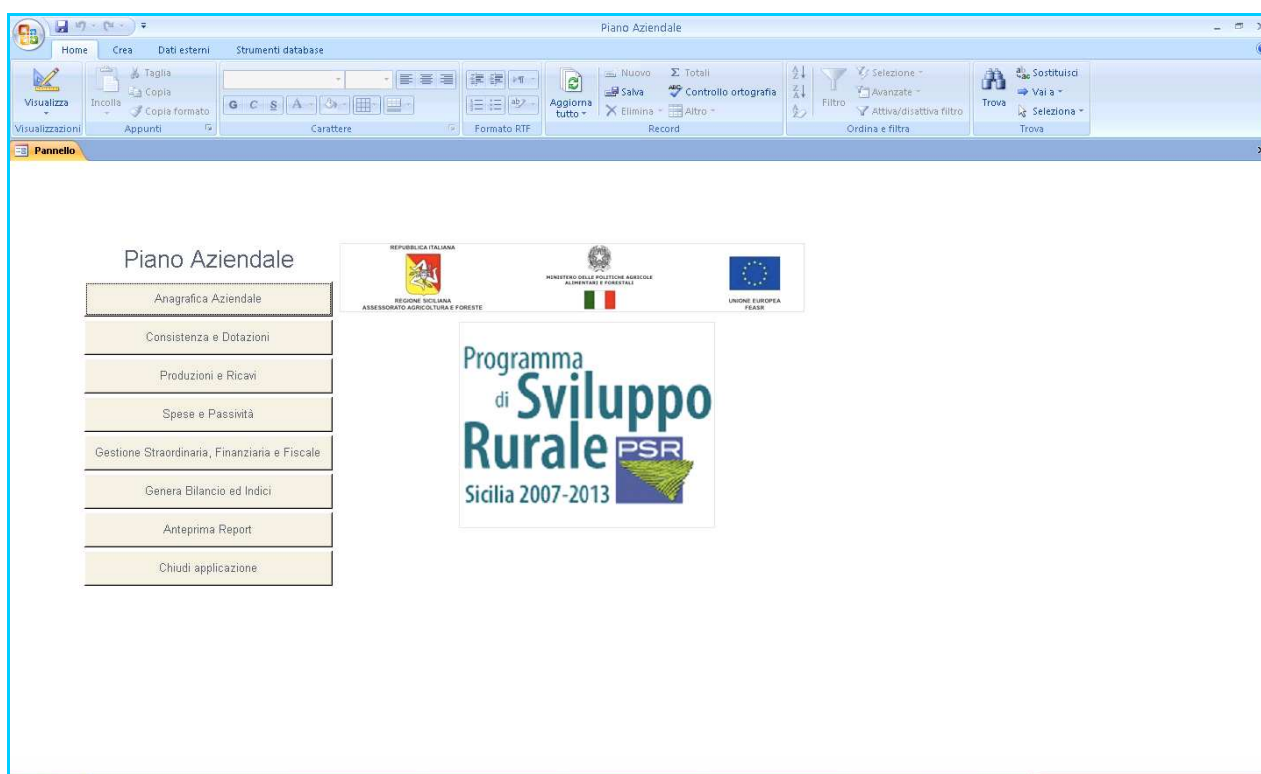 Piano Aziendale
Home Crea Dati esterni Strumenti database
Visualizza
Visualizzazioni
Incolla
Taglia
Copia
Copia formato
Appunti
G C S A
Carattere
Formato RTF
Aggiorna tutto
Nuovo
Salva
Elimina
Totali
Controllo ortografia
Altro
Record
Filtro
Selezione
Avanzate
Attiva/disattiva filtro
Ordina e filtra
Trova
Sostituisci
Vai a
Seleziona
Trova
Pannello
Piano Aziendale
Anagrafica Aziendale
Consistenza e Dotazioni
Produzioni e Ricavi
Spese e Passività
Gestione Straordinaria, Finanziaria e Fiscale
Genera Bilancio ed Indici
Anteprima Report
Chiudi applicazione
REPUBBLICA ITALIANA
REGIONE SICILIANA
ASSESSORATO AGRICOLTURA E FORESTE
MINISTERO DELLE POLITICHE AGRICOLE
ALIMENTARI E FORESTALI
UNIONE EUROPEA
FEASR
Programma
di Sviluppo
Rurale PSR
Sicilia 2007-2013